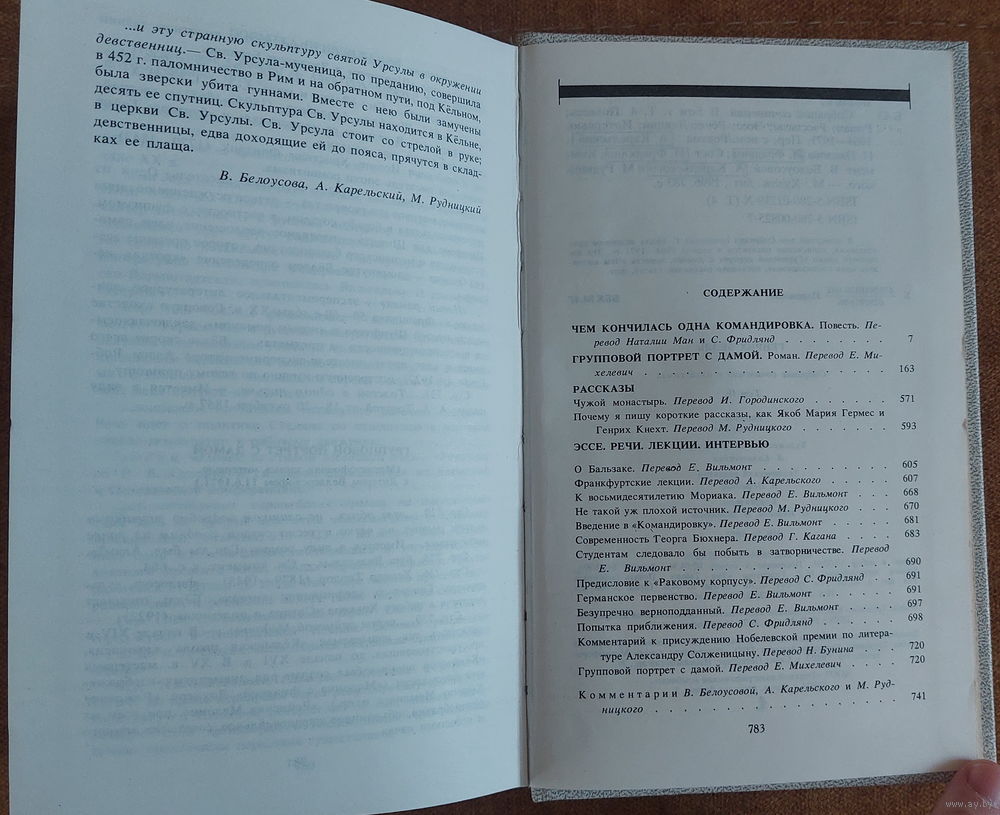 ...и эту странную скульптуру святой Урсулы в окружении
девственниц.— Св. Урсула-мученица, по преданию, совершила
в 452 г. паломничество в Рим и на обратном пути, под Кёльном,
была зверски убита гуннами. Вместе с нею были замучены
десять ее спутниц. Скульптура Св. Урсулы находится в Кёльне,
в церкви Св. Урсулы. Св. Урсула стоит со стрелой в руке;
девственницы, едва доходящие ей до пояса, прячутся в склад-
ках ее плаща.
В. Белоусова, А. Карельский, М. Рудницкий
СОДЕРЖАНИЕ
ЧЕМ КОНЧИЛАСЬ ОДНА КОМАНДИРОВКА. Повесть. Пе-
ревод Наталии Ман и С. Фридлянд . . . . . . . . 7
ГРУППОВОЙ ПОРТРЕТ С ДАМОЙ. Роман. Перевод Е. Ми-
хелевич . . . . . . . . . . . . . . . . . 163
РАССКАЗЫ
Чужой монастырь. Перевод И. Городинского . . . . . . 571
Почему я пишу короткие рассказы, как Якоб Мария Гермес и
Генрих Кнехт. Перевод М. Рудницкого . . . . . . . 593
ЭССЕ. РЕЧИ. ЛЕКЦИИ. ИНТЕРВЬЮ
О Бальзаке. Перевод Е. Вильмонт . . . . . . . . . 605
Франкфуртские лекции. Перевод А. Карельского . . . . . 607
К восьмидесятилетию Мориака. Перевод Е. Вильмонт . . . . 668
Не такой уж плохой источник. Перевод М. Рудницкого . . . 670
Введение в «Командировку». Перевод Е. Вильмонт . . . . . 681
Современность Георга Бюхнера. Перевод Г. Кагана . . . . 683
Студентам следовало бы побыть в затворничестве. Перевод
Е. Вильмонт . . . . . . . . . . . . . . 690
Предисловие к «Раковому корпусу». Перевод С. Фридлянд . . 691
Германское первенство. Перевод Е. Вильмонт . . . . . 691
Безупречно верноподданный. Перевод Е. Вильмонт . . . . 697
Попытка приближения. Перевод С. Фридлянд . . . . . . 698
Комментарий к присуждению Нобелевской премии по литера-
туре Александру Солженицыну. Перевод Н. Бунина . . . . 720
Групповой портрет с дамой. Перевод Е. Михелевич . . . . 720
Комментарии В. Белоусовой, А. Карельского и М. Руд-
ницкого . . . . . . . . . . . . . . . . . 741
783
www.ay.by